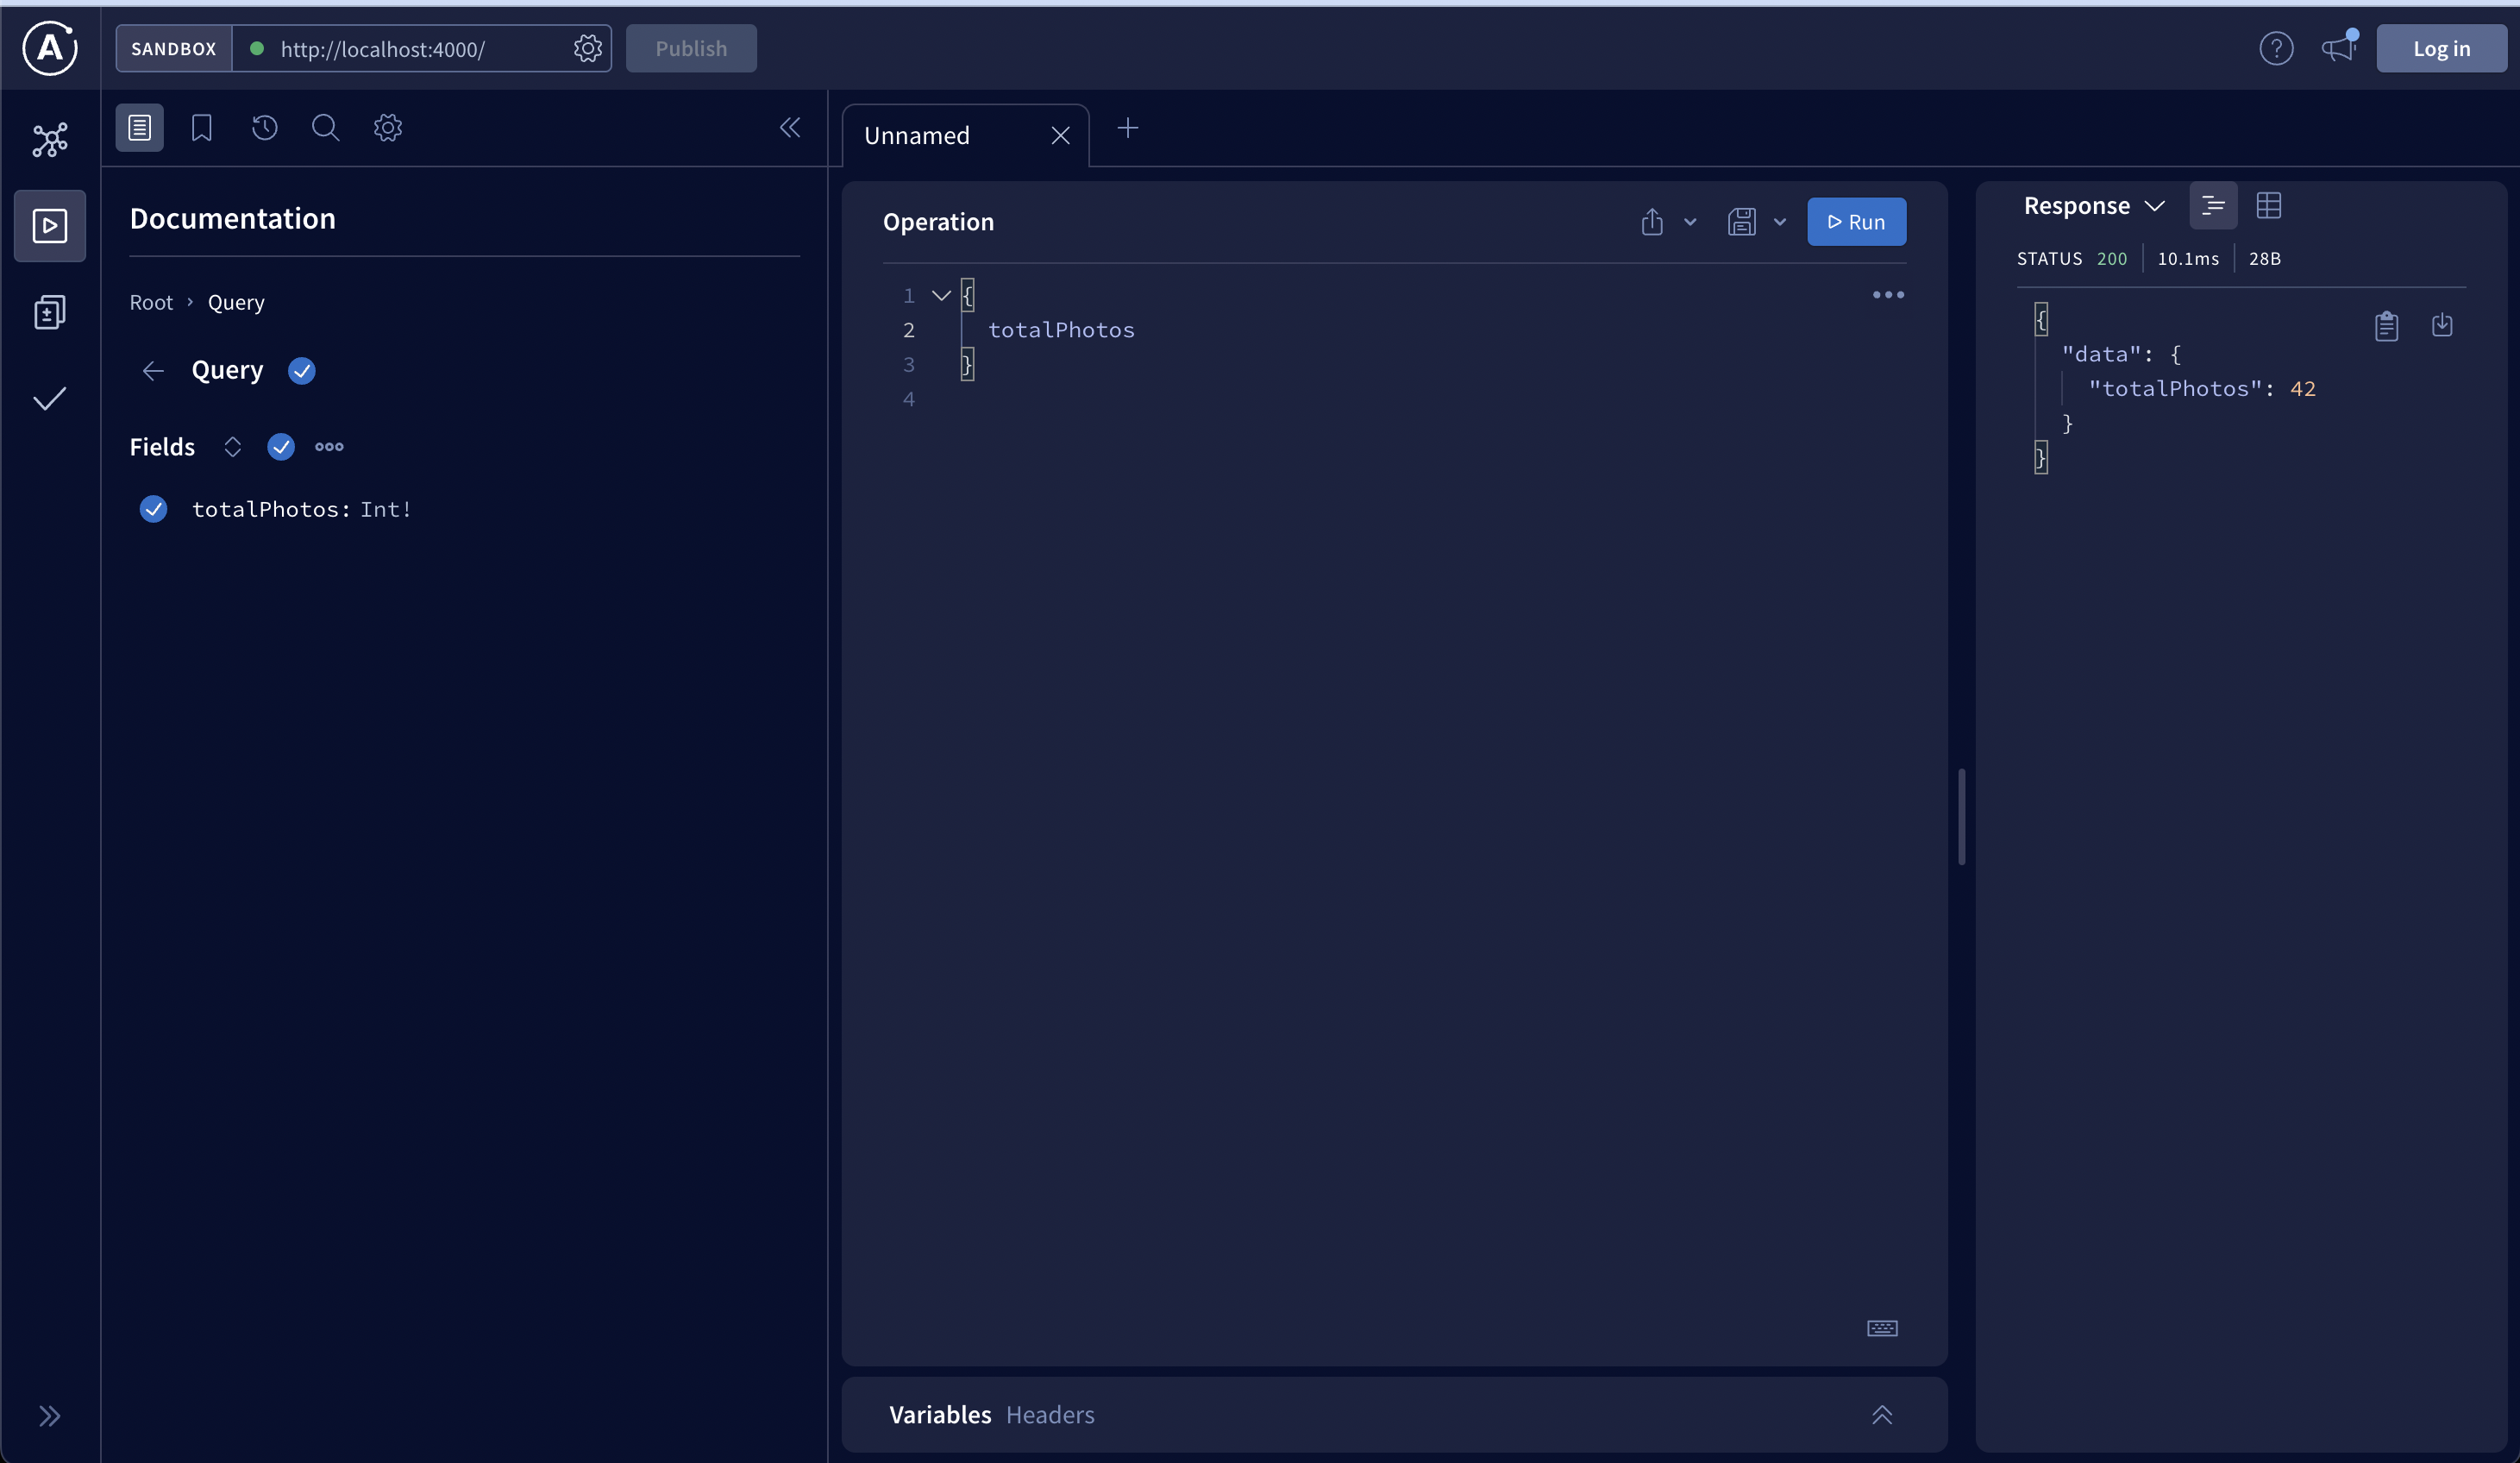 SANDBOX http://localhost:4000/ Publish Log in
Documentation
Root › Query
Query
Fields
totalPhotos: Int!
Unnamed
Operation
Run
1 {
2 totalPhotos
3 }
4
Variables Headers
Response
STATUS 200 10.1ms 28B
{
"data": {
"totalPhotos": 42
}
}